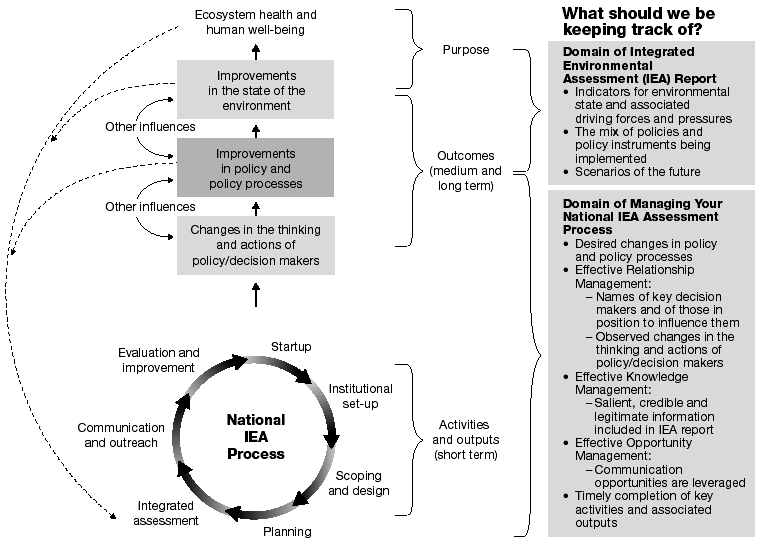 Ecosystem health and
human well-being
Improvements
in the state of the
environment
Other influences
Improvements
in policy and
policy processes
Other influences
Changes in the thinking
and actions of
policy/decision makers
Startup
Institutional
set-up
Scoping
and design
Planning
Integrated
assessment
Communication
and outreach
Evaluation and
improvement
National
IEA
Process
Purpose
Outcomes
(medium and
long term)
Activities
and outputs
(short term)
What should we be
keeping track of?
Domain of Integrated
Environmental
Assessment (IEA) Report
• Indicators for environmental
state and associated
driving forces and pressures
• The mix of policies and
policy instruments being
implemented
• Scenarios of the future
Domain of Managing Your
National IEA Assessment
Process
• Desired changes in policy
and policy processes
• Effective Relationship
Management:
– Names of key decision
makers and of those in
position to influence them
– Observed changes in the
thinking and actions of
policy/decision makers
• Effective Knowledge
Management:
– Salient, credible and
legitimate information
included in IEA report
• Effective Opportunity
Management:
– Communication
opportunities are leveraged
• Timely completion of key
activities and associated
outputs